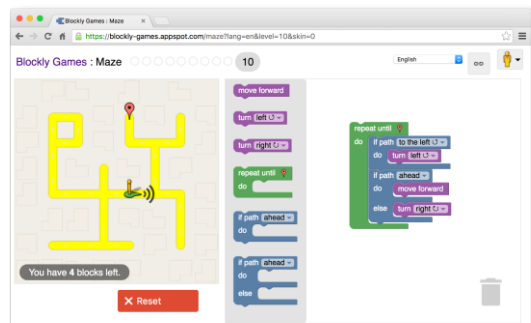 Blockly Games : Maze
https://blockly-games.appspot.com/maze?lang=en&level=10&skin=0
Blockly Games : Maze
10
English
move forward
turn left ↺
turn right ↻
repeat until
do
if path ahead
do
if path ahead
do
else
repeat until
do
if path to the left ↺
do turn left ↺
if path ahead
do move forward
else turn right ↻
You have 4 blocks left.
Reset